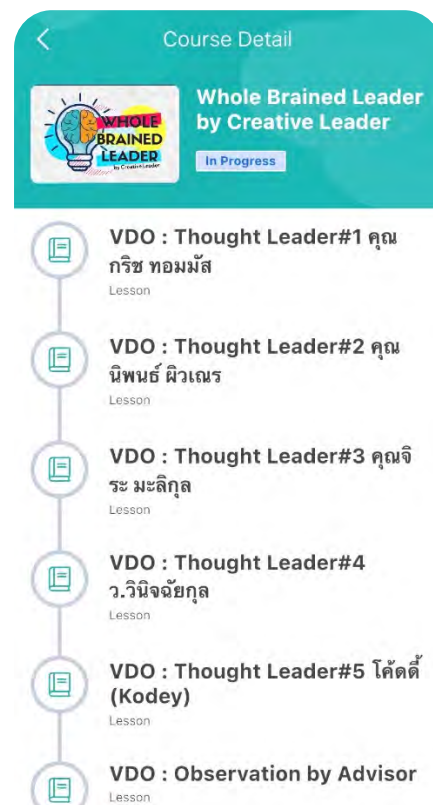 Course Detail
WHOLE
BRAINED
LEADER
by Creative Leader
Whole Brained Leader
by Creative Leader
In Progress
VDO : Thought Leader#1 คุณ
กริช ทอมมัส
Lesson
VDO : Thought Leader#2 คุณ
นิพนธ์ ผิวเณร
Lesson
VDO : Thought Leader#3 คุณจิ
ระ มะลิกุล
Lesson
VDO : Thought Leader#4
ว.วินิจฉัยกุล
Lesson
VDO : Thought Leader#5 โค้ดดี้
(Kodey)
Lesson
VDO : Observation by Advisor
Lesson